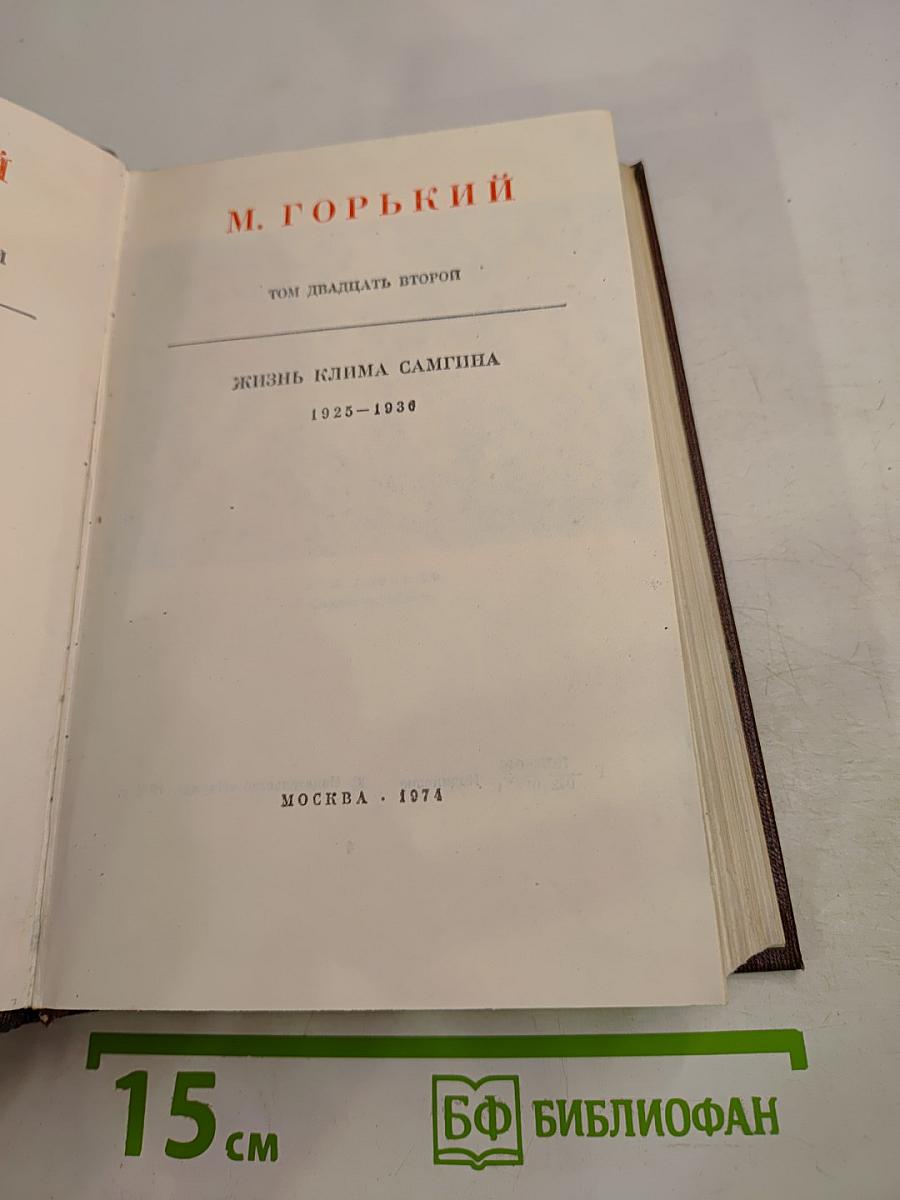 М. ГОРЬКИЙ
ТОМ ДВАДЦАТЬ ВТОРОЙ
ЖИЗНЬ КЛИМА САМГИНА
1925—1936
МОСКВА · 1974
15 см
БФ БИБЛИОФАН